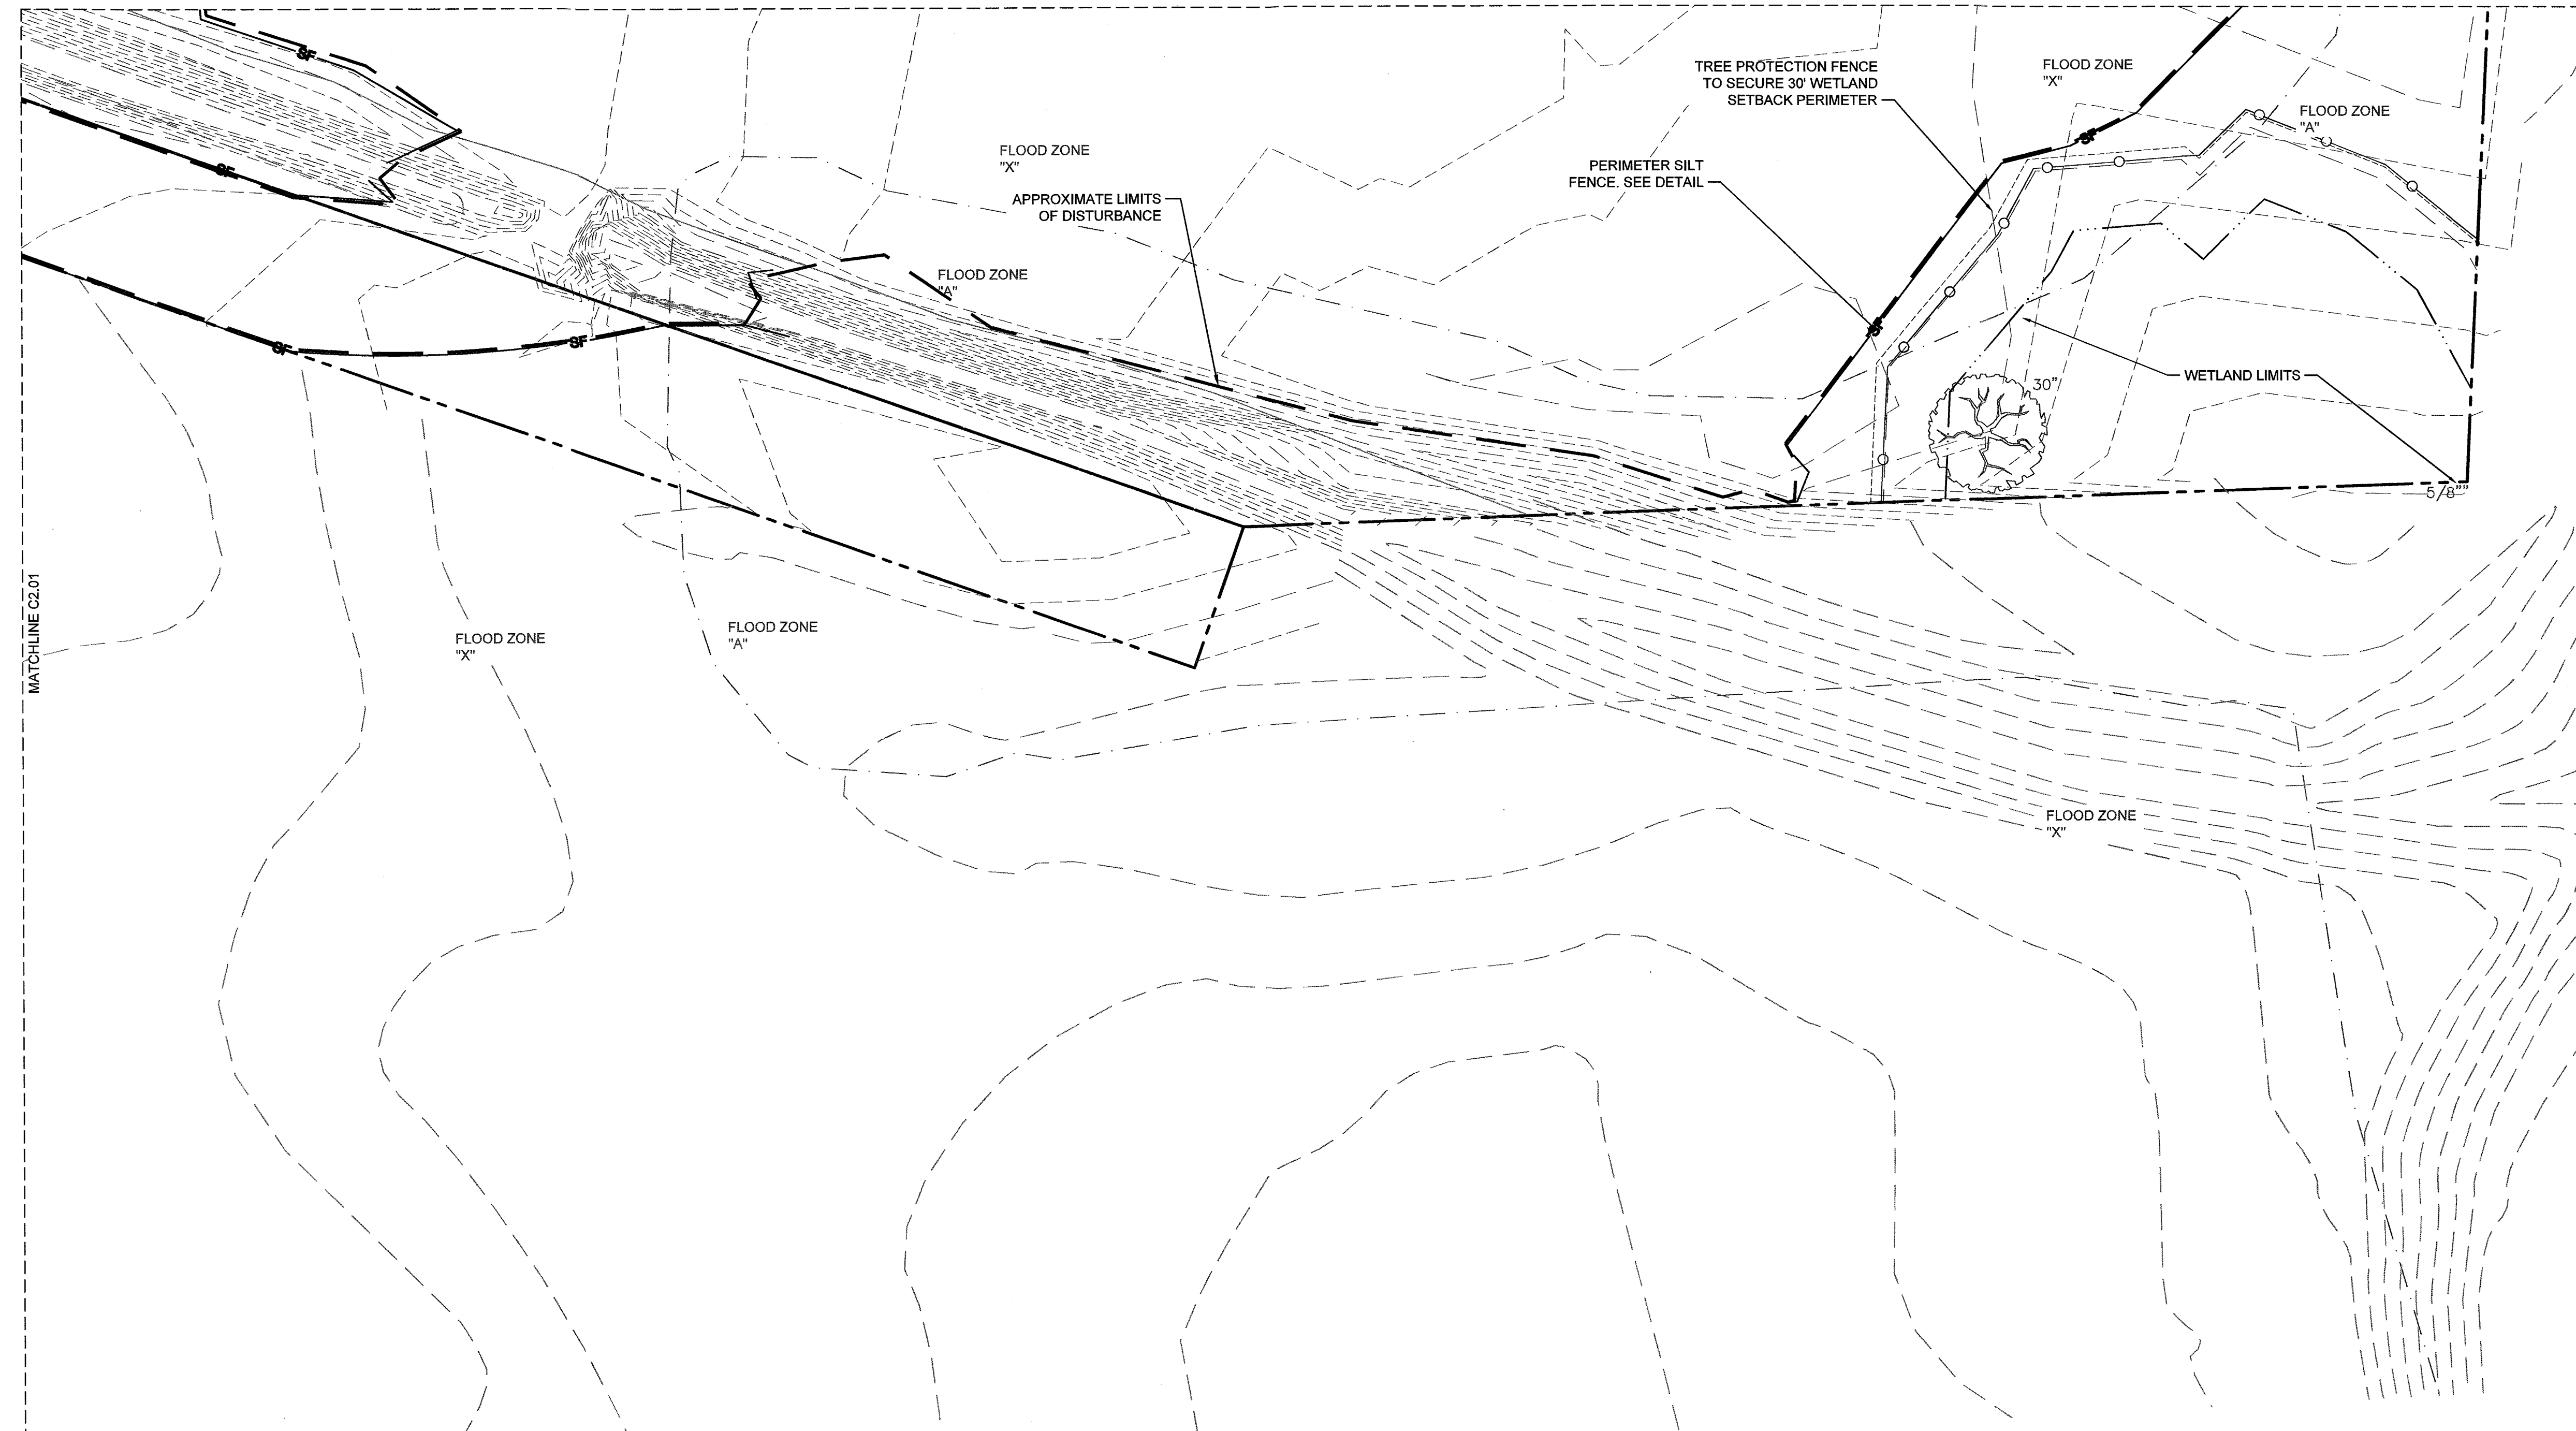 SF
TREE PROTECTION FENCE
TO SECURE 30' WETLAND
SETBACK PERIMETER
FLOOD ZONE
"X"
FLOOD ZONE
"A"
SF
FLOOD ZONE
"X"
SF
PERIMETER SILT
FENCE. SEE DETAIL
APPROXIMATE LIMITS
OF DISTURBANCE
FLOOD ZONE
"A"
SF
SF
SF
WETLAND LIMITS
30"
5/8""
MATCHLINE C2.01
FLOOD ZONE
"X"
FLOOD ZONE
"A"
FLOOD ZONE
"X"